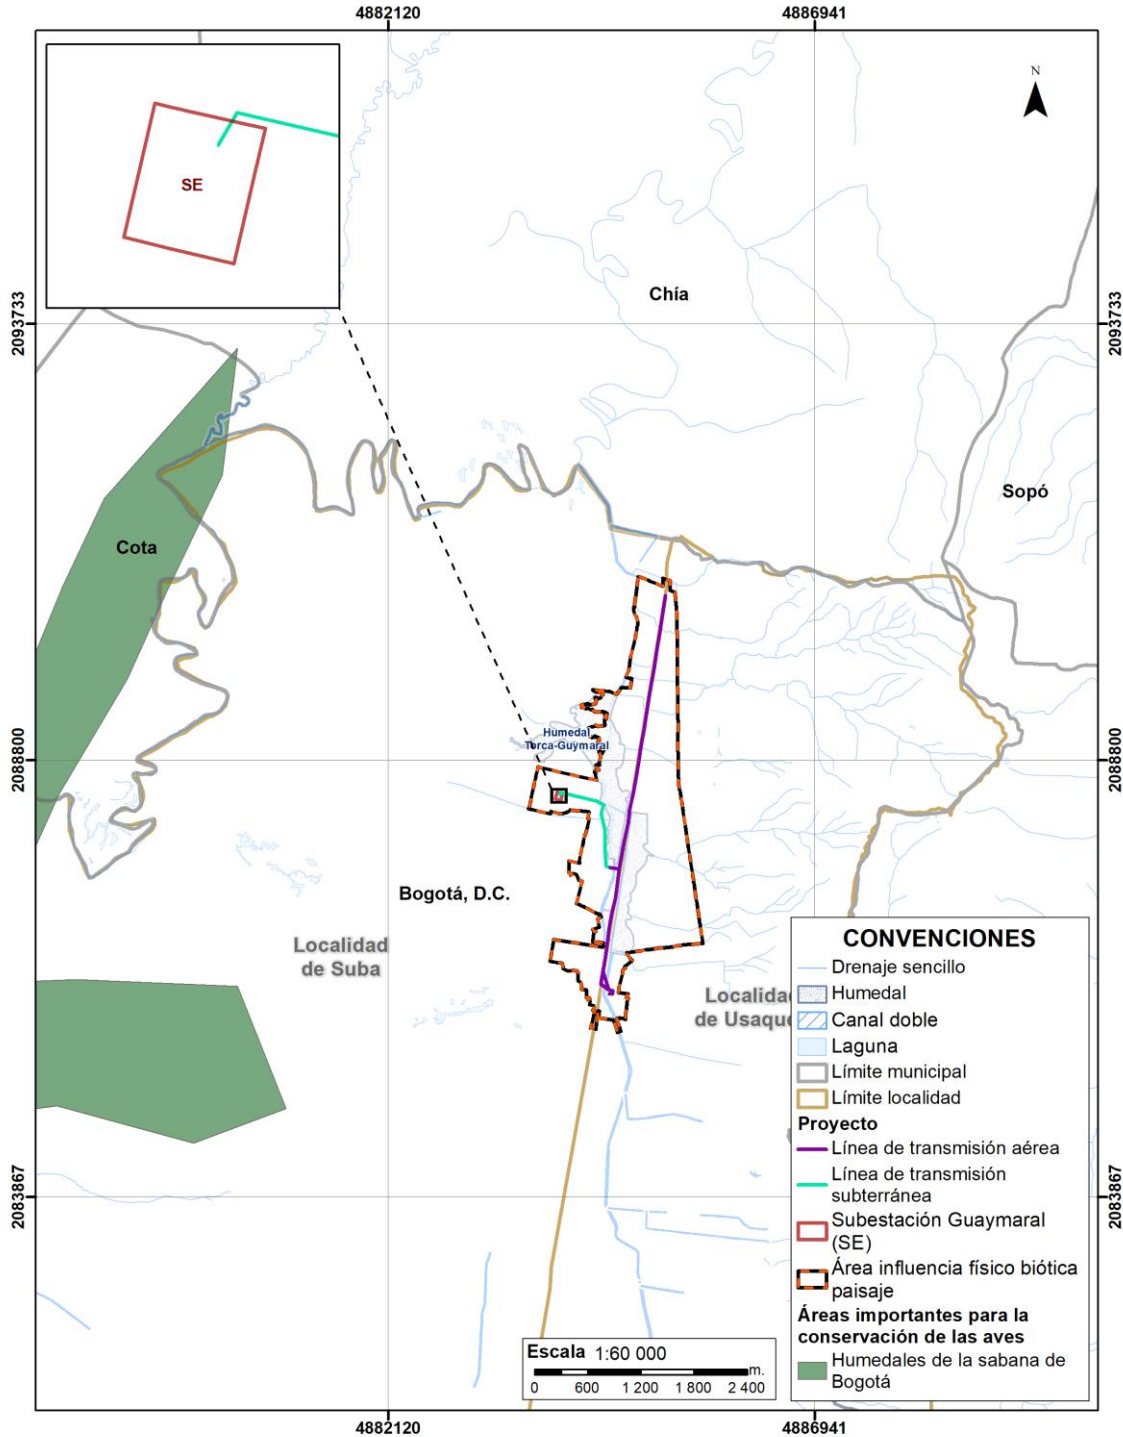 4882120
4886941
N
SE
Chía
2093733
2093733
Sopó
Cota
Humedal
Torca-Guymaral
2088800
2088800
Bogotá, D.C.
Localidad
de Suba
Localidad
de Usaqué
CONVENCIONES
Drenaje sencillo
Humedal
Canal doble
Laguna
Límite municipal
Límite localidad
Proyecto
Línea de transmisión aérea
Línea de transmisión
subterránea
Subestación Guaymaral
(SE)
Área influencia físico biótica
paisaje
Áreas importantes para la
conservación de las aves
Humedales de la sabana de
Bogotá
2083867
2083867
Escala 1:60 000
m.
0 600 1 200 1 800 2 400
4882120
4886941